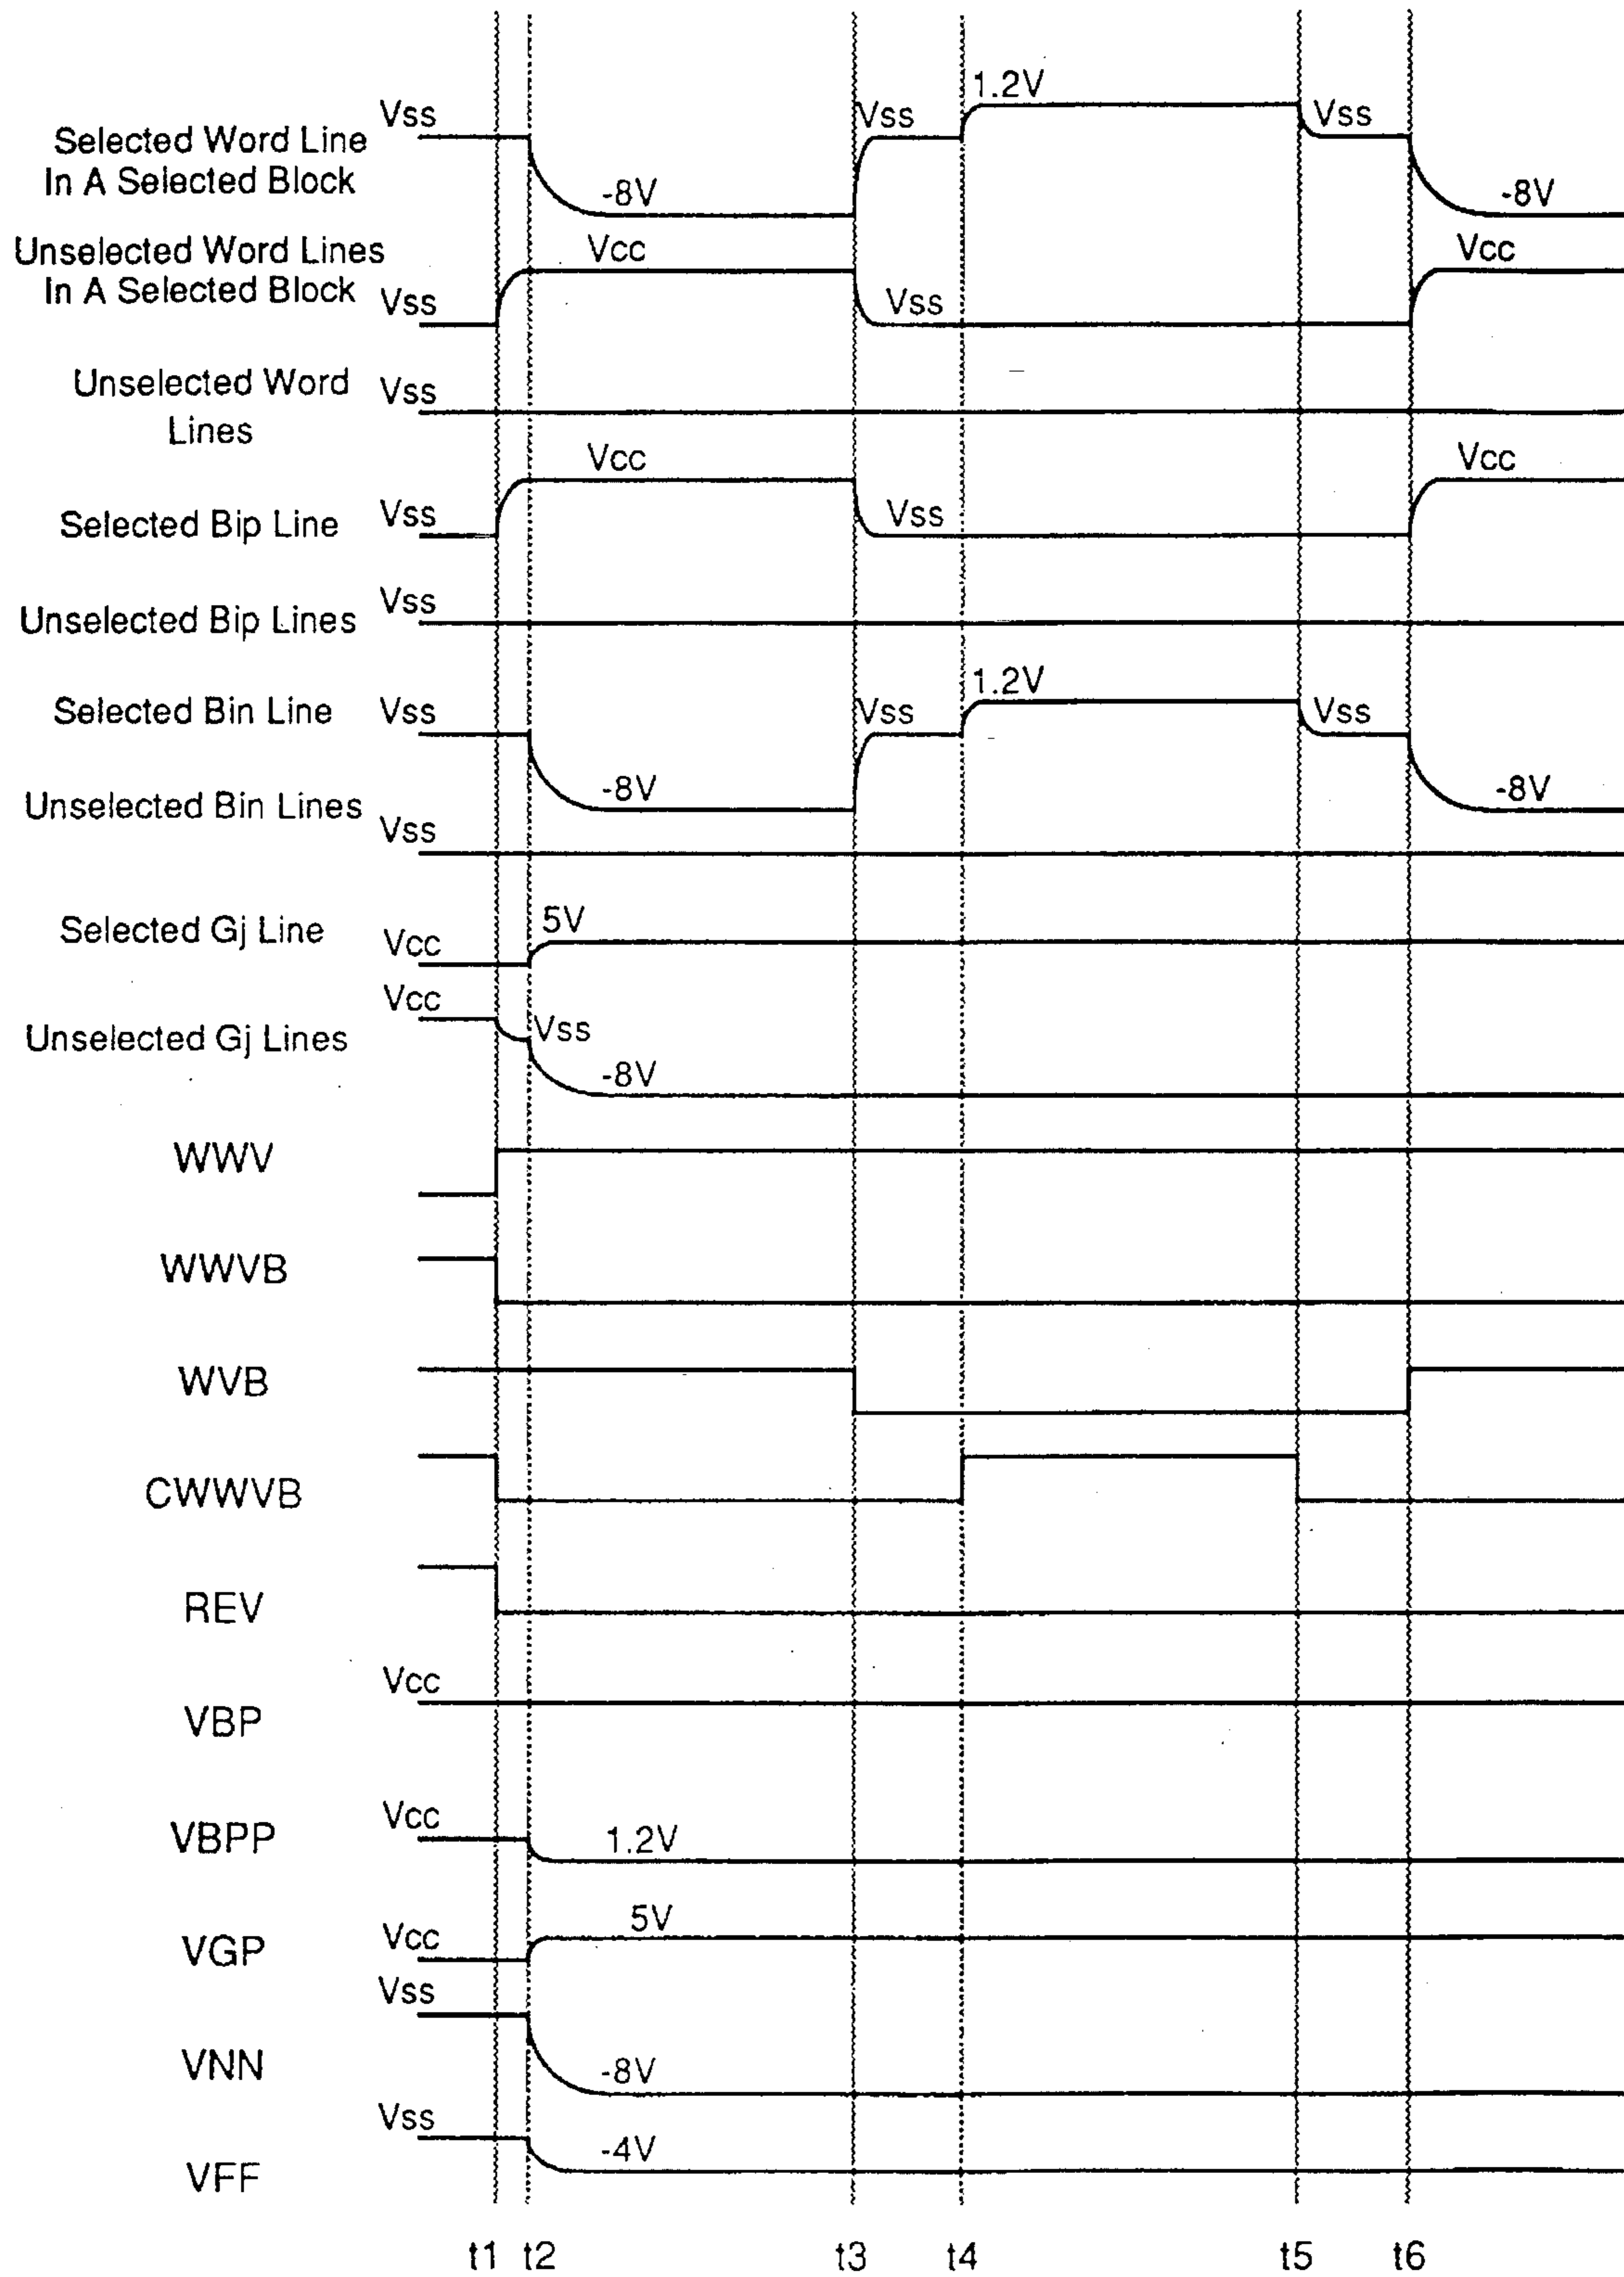 1.2V
Vss Vss Vss
Selected Word Line
In A Selected Block
-8V -8V
Unselected Word Lines
In A Selected Block
Vcc Vcc
Vss Vss
Unselected Word
Lines
Vss
Vcc Vcc
Selected Bip Line Vss Vss
Unselected Bip Lines Vss
1.2V
Selected Bin Line Vss Vss Vss
-8V -8V
Unselected Bin Lines
Vss
Selected Gj Line 5V
Vcc
Vcc
Unselected Gj Lines Vss
-8V
WWV
WWVB
WVB
CWWVB
REV
Vcc
VBP
Vcc
VBPP 1.2V
5V
VGP Vcc
Vss
VNN -8V
Vss
-4V
VFF
t1 t2 t3 t4 t5 t6